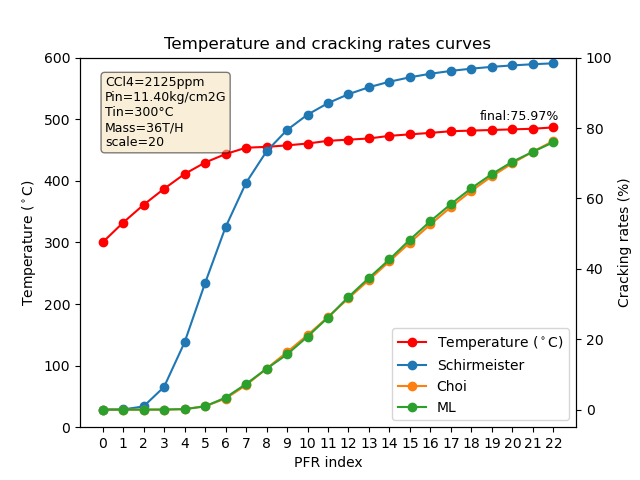 Temperature and cracking rates curves
600
500
400
300
200
100
0
Temperature (°C)
CCl4=2125ppm
Pin=11.40kg/cm2G
Tin=300°C
Mass=36T/H
scale=20
final:75.97%
Temperature (°C)
Schirmeister
Choi
ML
100
80
60
40
20
0
Cracking rates (%)
0 1 2 3 4 5 6 7 8 9 10 11 12 13 14 15 16 17 18 19 20 21 22
PFR index